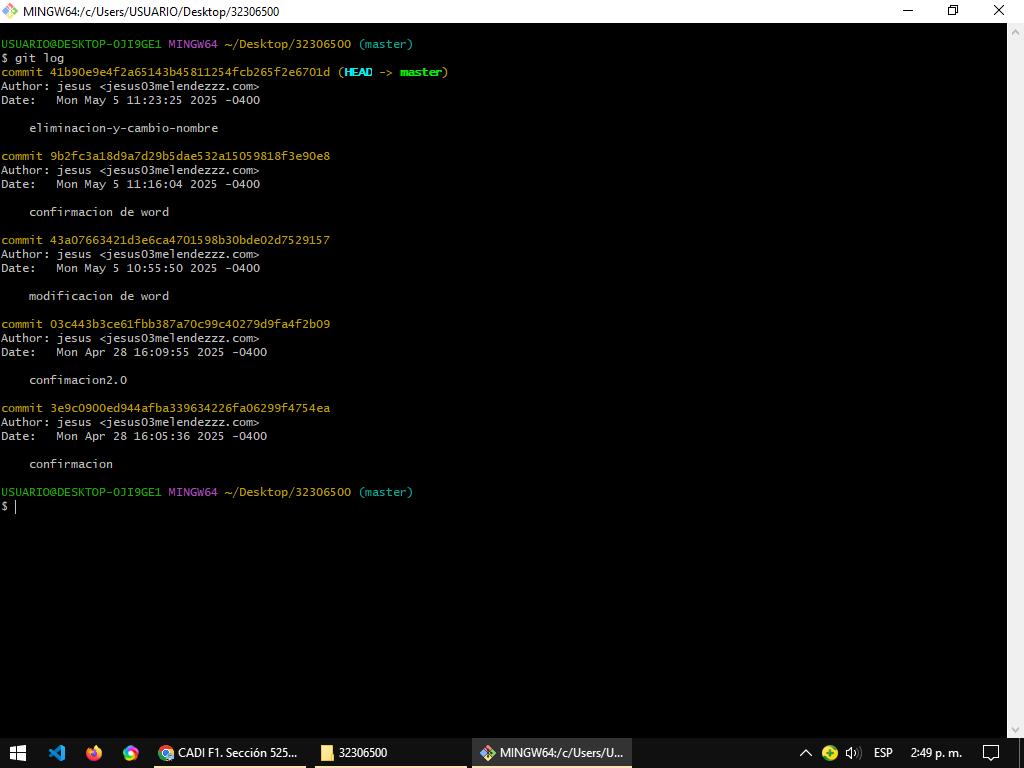 MINGW64:/c/Users/USUARIO/Desktop/32306500
USUARIO@DESKTOP-OJI9GE1 MINGW64 ~/Desktop/32306500 (master)
$ git log
commit 41b90e9e4f2a65143b45811254fcb265f2e6701d (HEAD -> master)
Author: jesus <jesus03melendezzz.com>
Date:   Mon May 5 11:23:25 2025 -0400
eliminacion-y-cambio-nombre
commit 9b2fc3a18d9a7d29b5dae532a15059818f3e90e8
Author: jesus <jesus03melendezzz.com>
Date:   Mon May 5 11:16:04 2025 -0400
confirmacion de word
commit 43a07663421d3e6ca4701598b30bde02d7529157
Author: jesus <jesus03melendezzz.com>
Date:   Mon May 5 10:55:50 2025 -0400
modificacion de word
commit 03c443b3ce61fbb387a70c99c40279d9fa4f2b09
Author: jesus <jesus03melendezzz.com>
Date:   Mon Apr 28 16:09:55 2025 -0400
confimacion2.0
commit 3e9c0900ed944afba339634226fa06299f4754ea
Author: jesus <jesus03melendezzz.com>
Date:   Mon Apr 28 16:05:36 2025 -0400
confirmacion
USUARIO@DESKTOP-OJI9GE1 MINGW64 ~/Desktop/32306500 (master)
$
CADI F1. Sección 525... 32306500 MINGW64:/c/Users/U... ESP 2:49 p. m.